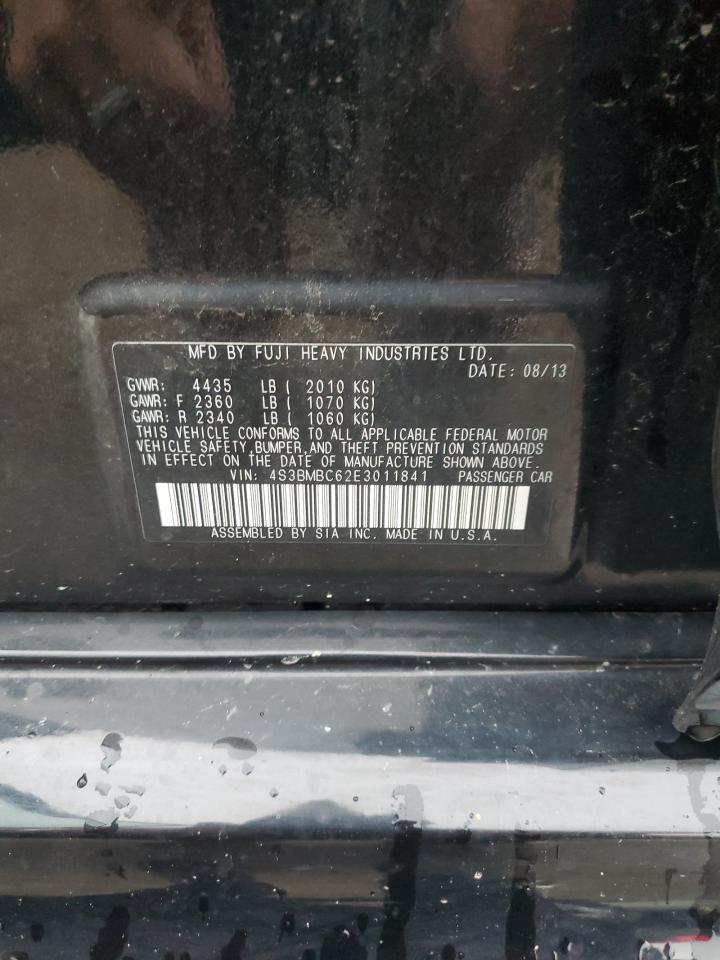 MFD BY FUJI HEAVY INDUSTRIES LTD.
DATE: 08/13
GVWR: 4435 LB ( 2010 KG)
GAWR: F 2360 LB ( 1070 KG)
GAWR: R 2340 LB ( 1060 KG)
THIS VEHICLE CONFORMS TO ALL APPLICABLE FEDERAL MOTOR
VEHICLE SAFETY,BUMPER,AND THEFT PREVENTION STANDARDS
IN EFFECT ON THE DATE OF MANUFACTURE SHOWN ABOVE.
VIN: 4S3BMBC62E3011841 PASSENGER CAR
ASSEMBLED BY SIA INC. MADE IN U.S.A.